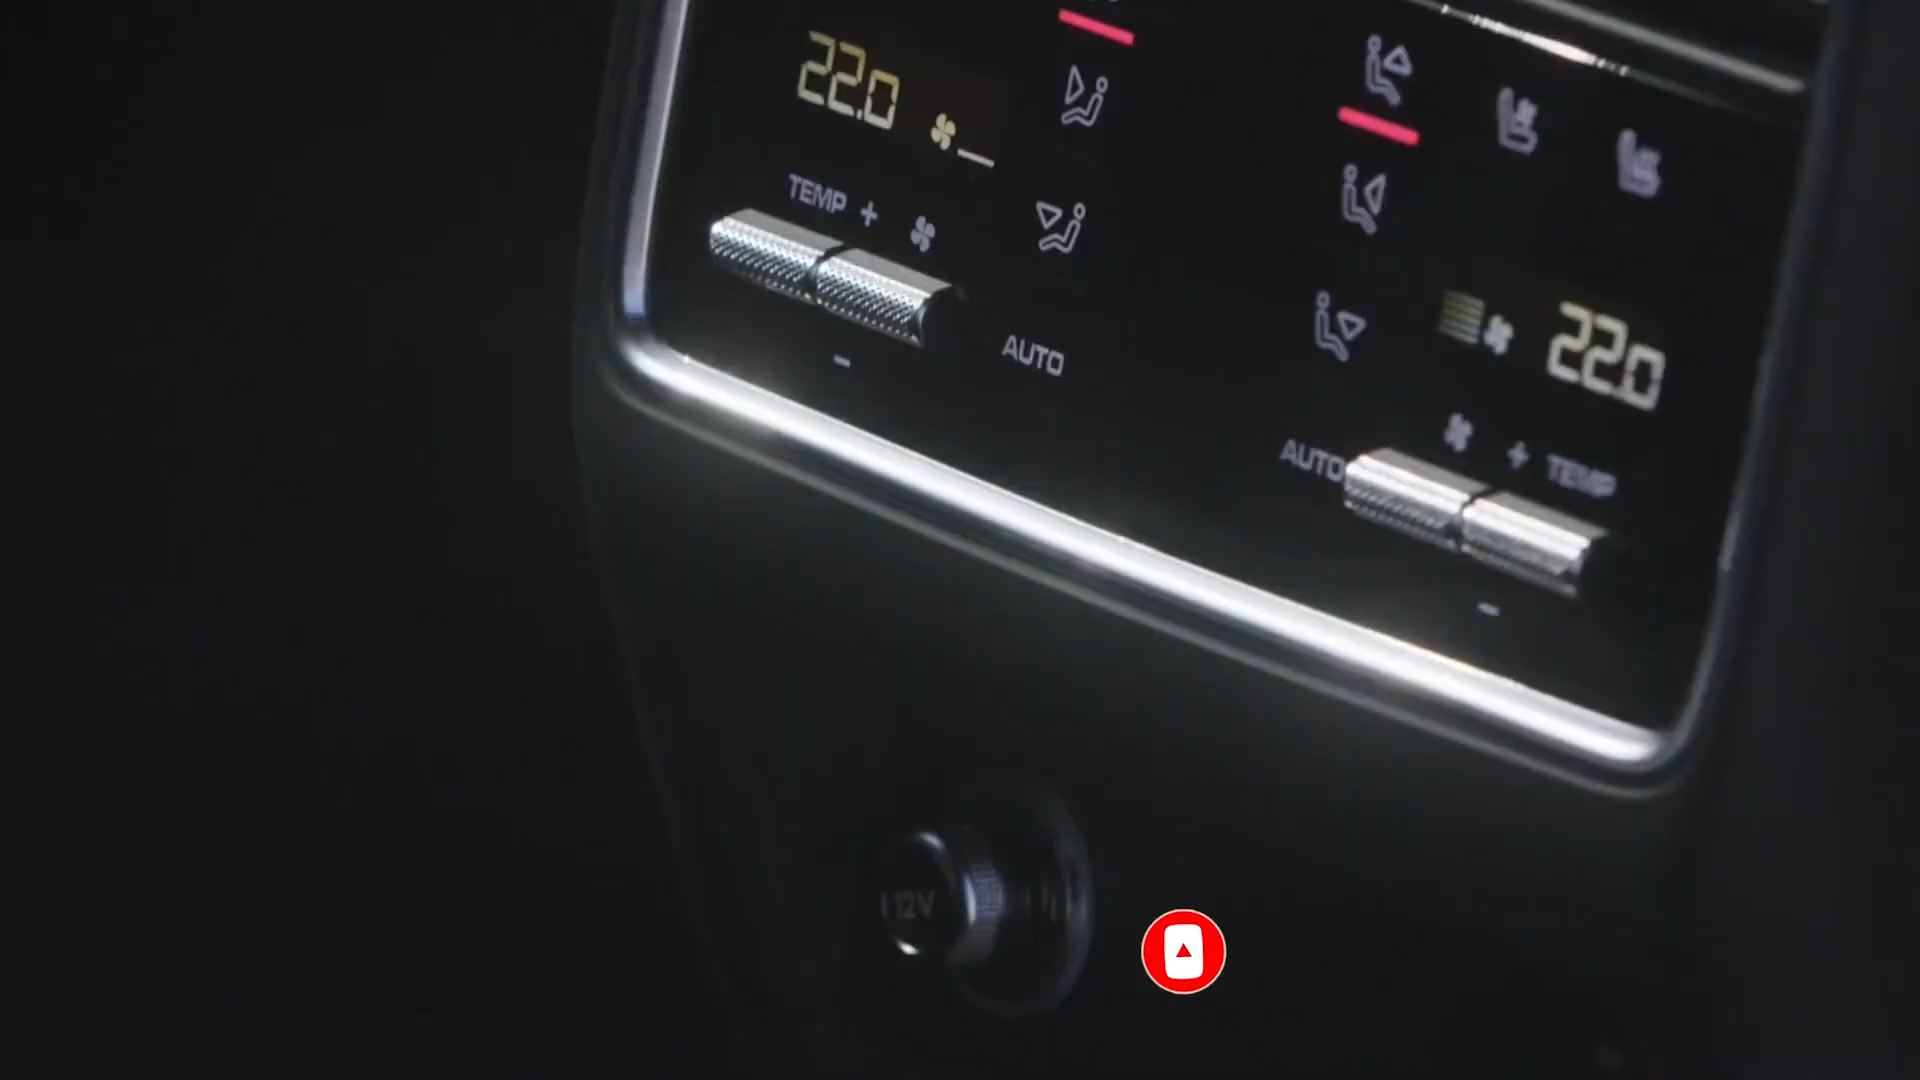 22.0
TEMP +
-
AUTO
22.0
AUTO
+ TEMP
-
12V